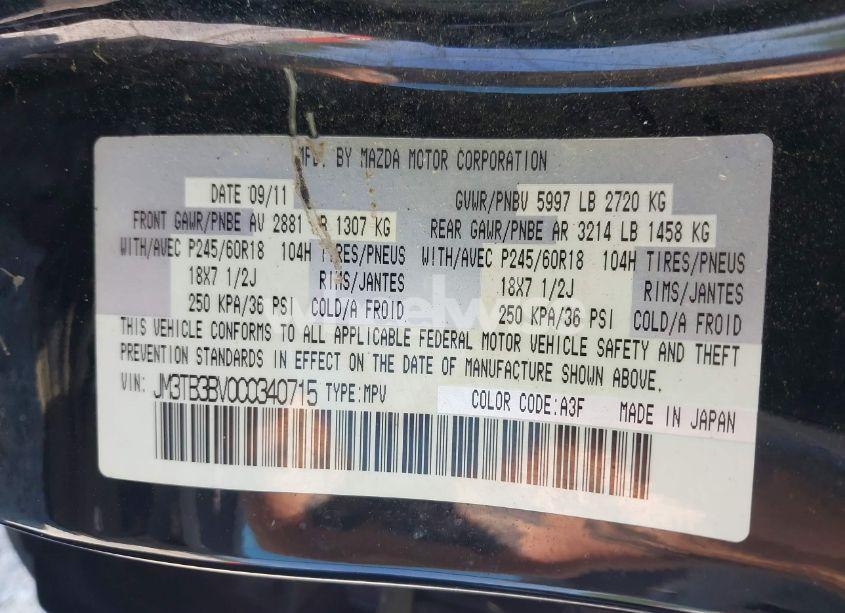 MFD. BY MAZDA MOTOR CORPORATION
DATE 09/11 GVWR/PNBV 5997 LB 2720 KG
FRONT GAWR/PNBE AV 2881 LB 1307 KG REAR GAWR/PNBE AR 3214 LB 1458 KG
WITH/AVEC P245/60R18 104H TIRES/PNEUS WITH/AVEC P245/60R18 104H TIRES/PNEUS
18X7 1/2J RIMS/JANTES 18X7 1/2J RIMS/JANTES
250 KPA/36 PSI COLD/A FROID 250 KPA/36 PSI COLD/A FROID
THIS VEHICLE CONFORMS TO ALL APPLICABLE FEDERAL MOTOR VEHICLE SAFETY AND THEFT
PREVENTION STANDARDS IN EFFECT ON THE DATE OF MANUFACTURE SHOWN ABOVE.
VIN: JM3TB3BV0C0340715 TYPE:MPV COLOR CODE:A3F MADE IN JAPAN